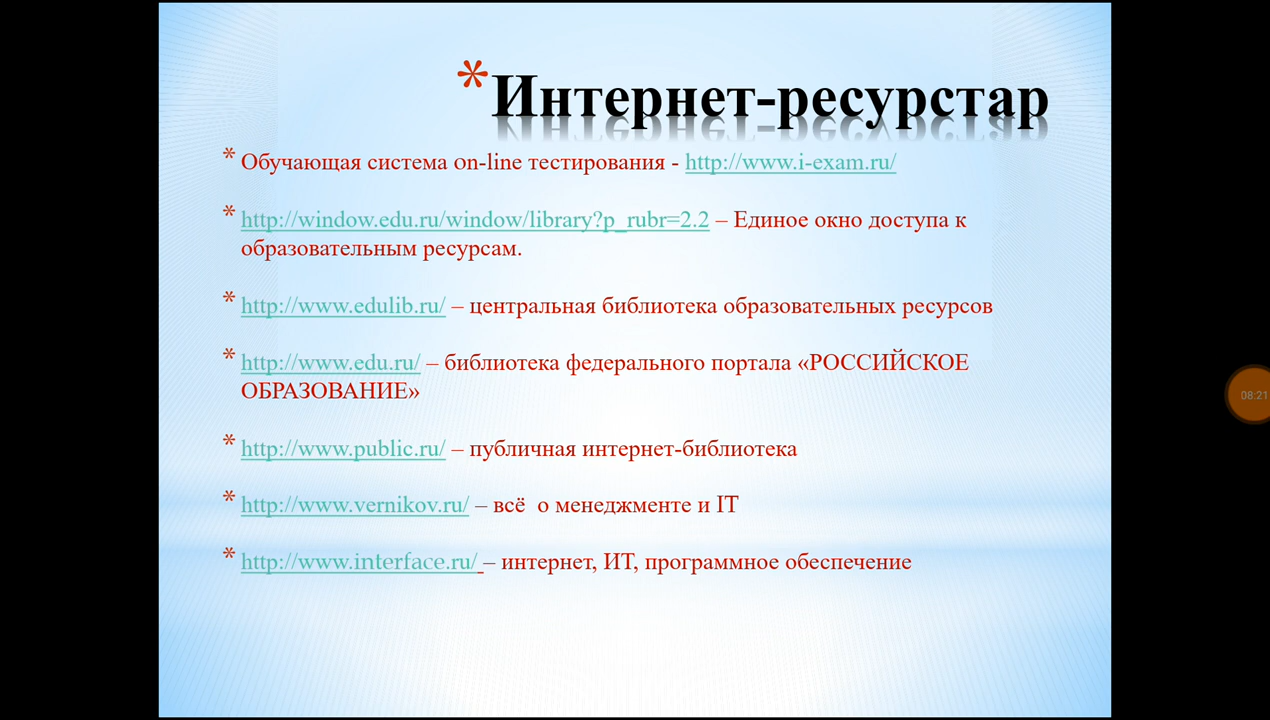 *Интернет-ресурстар
* Обучающая система on-line тестирования - http://www.i-exam.ru/
* http://window.edu.ru/window/library?p_rubr=2.2 – Единое окно доступа к
образовательным ресурсам.
* http://www.edulib.ru/ – центральная библиотека образовательных ресурсов
* http://www.edu.ru/ – библиотека федерального портала «РОССИЙСКОЕ
ОБРАЗОВАНИЕ»
* http://www.public.ru/ – публичная интернет-библиотека
* http://www.vernikov.ru/ – всё  о менеджменте и IT
* http://www.interface.ru/ – интернет, ИТ, программное обеспечение
08:21